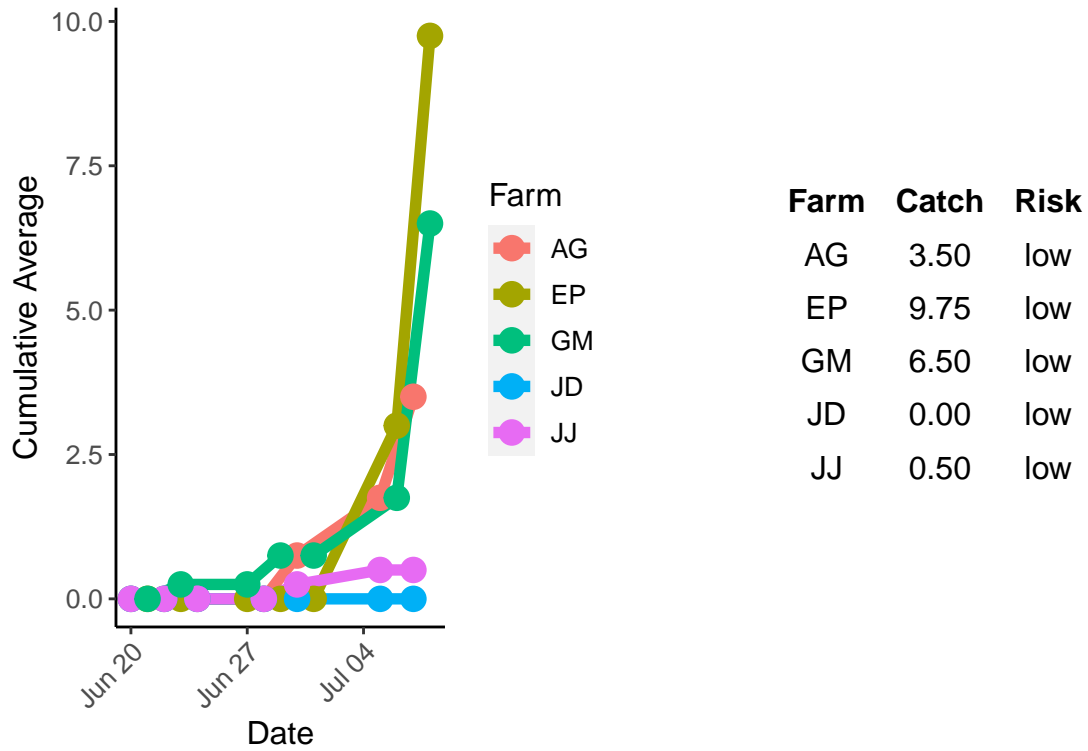 10.0
7.5
5.0
2.5
0.0
Cumulative Average
Jun 20
Jun 27
Jul 04
Date
Farm
AG
EP
GM
JD
JJ
Farm Catch Risk
AG 3.50 low
EP 9.75 low
GM 6.50 low
JD 0.00 low
JJ 0.50 low